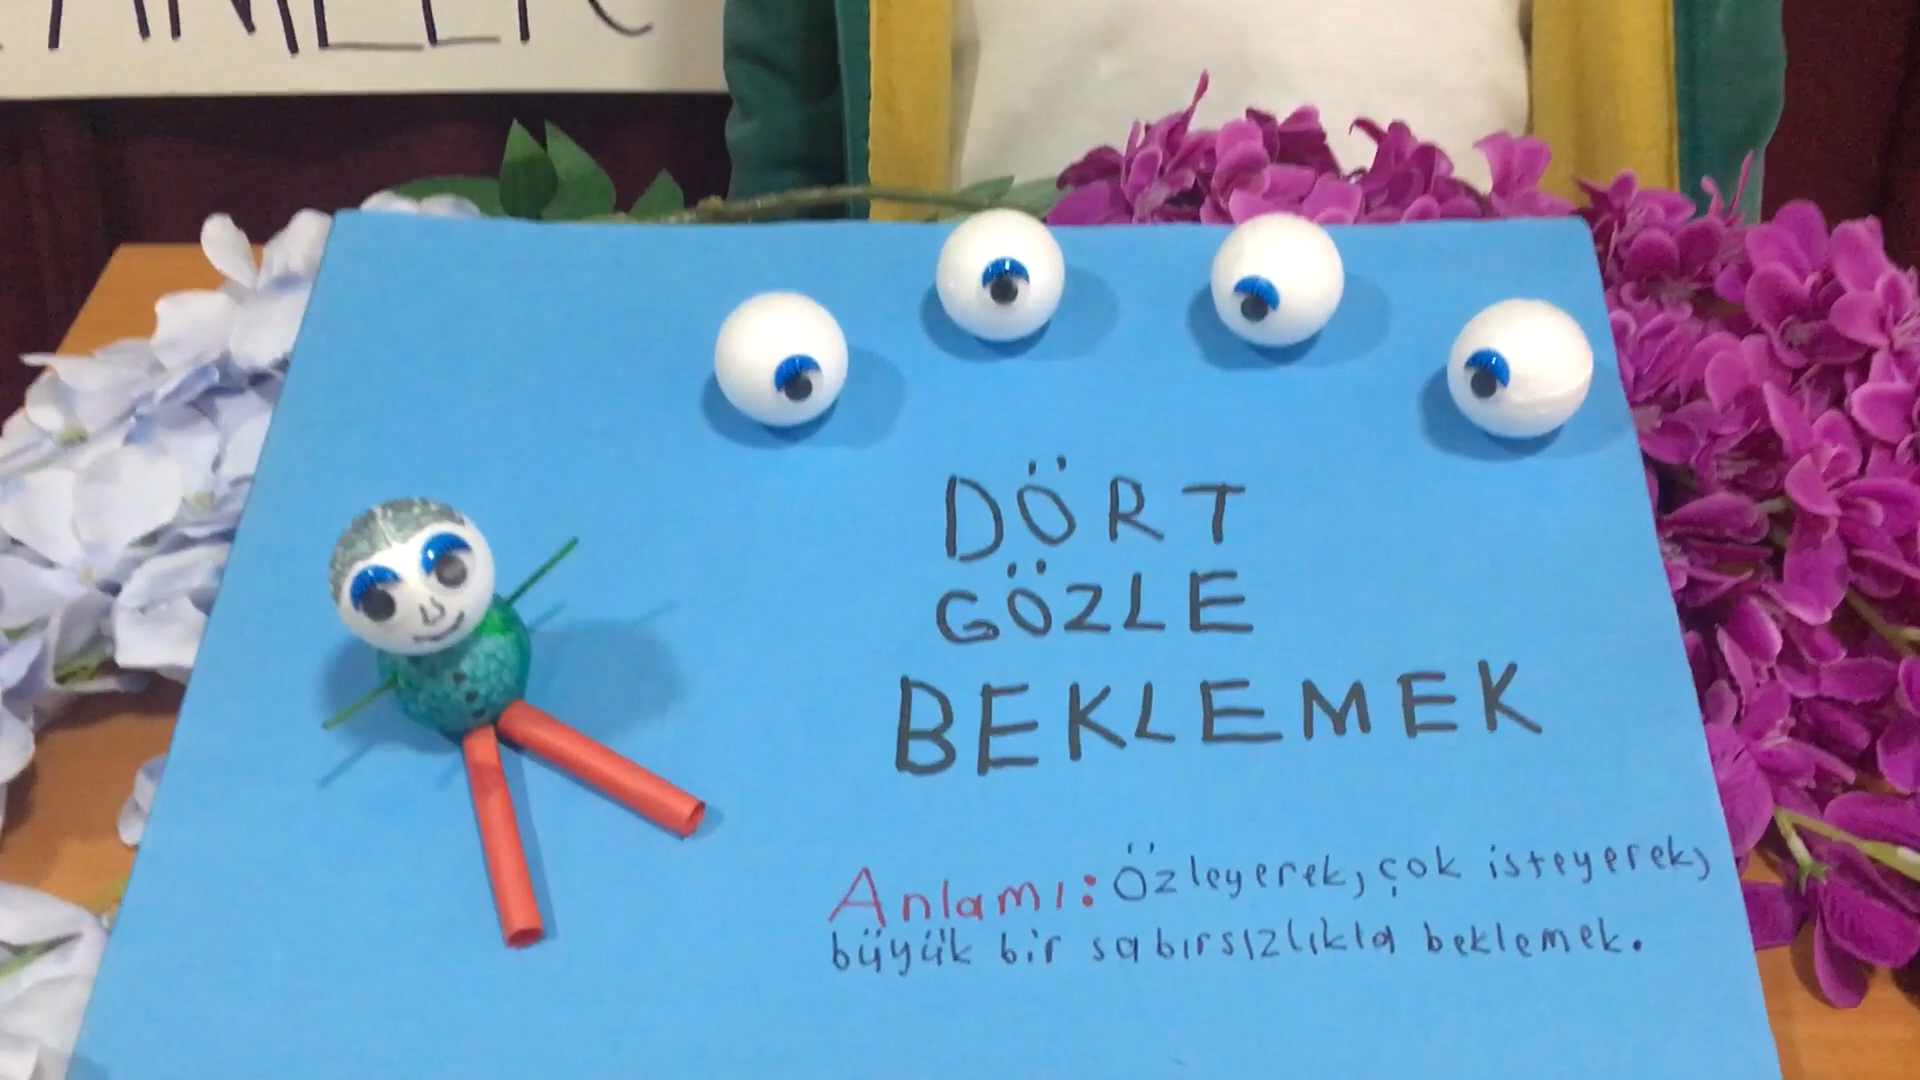 DÖRT
GÖZLE
BEKLEMEK
Anlamı: Özleyerek, çok isteyerek,
büyük bir sabırsızlıkla beklemek.